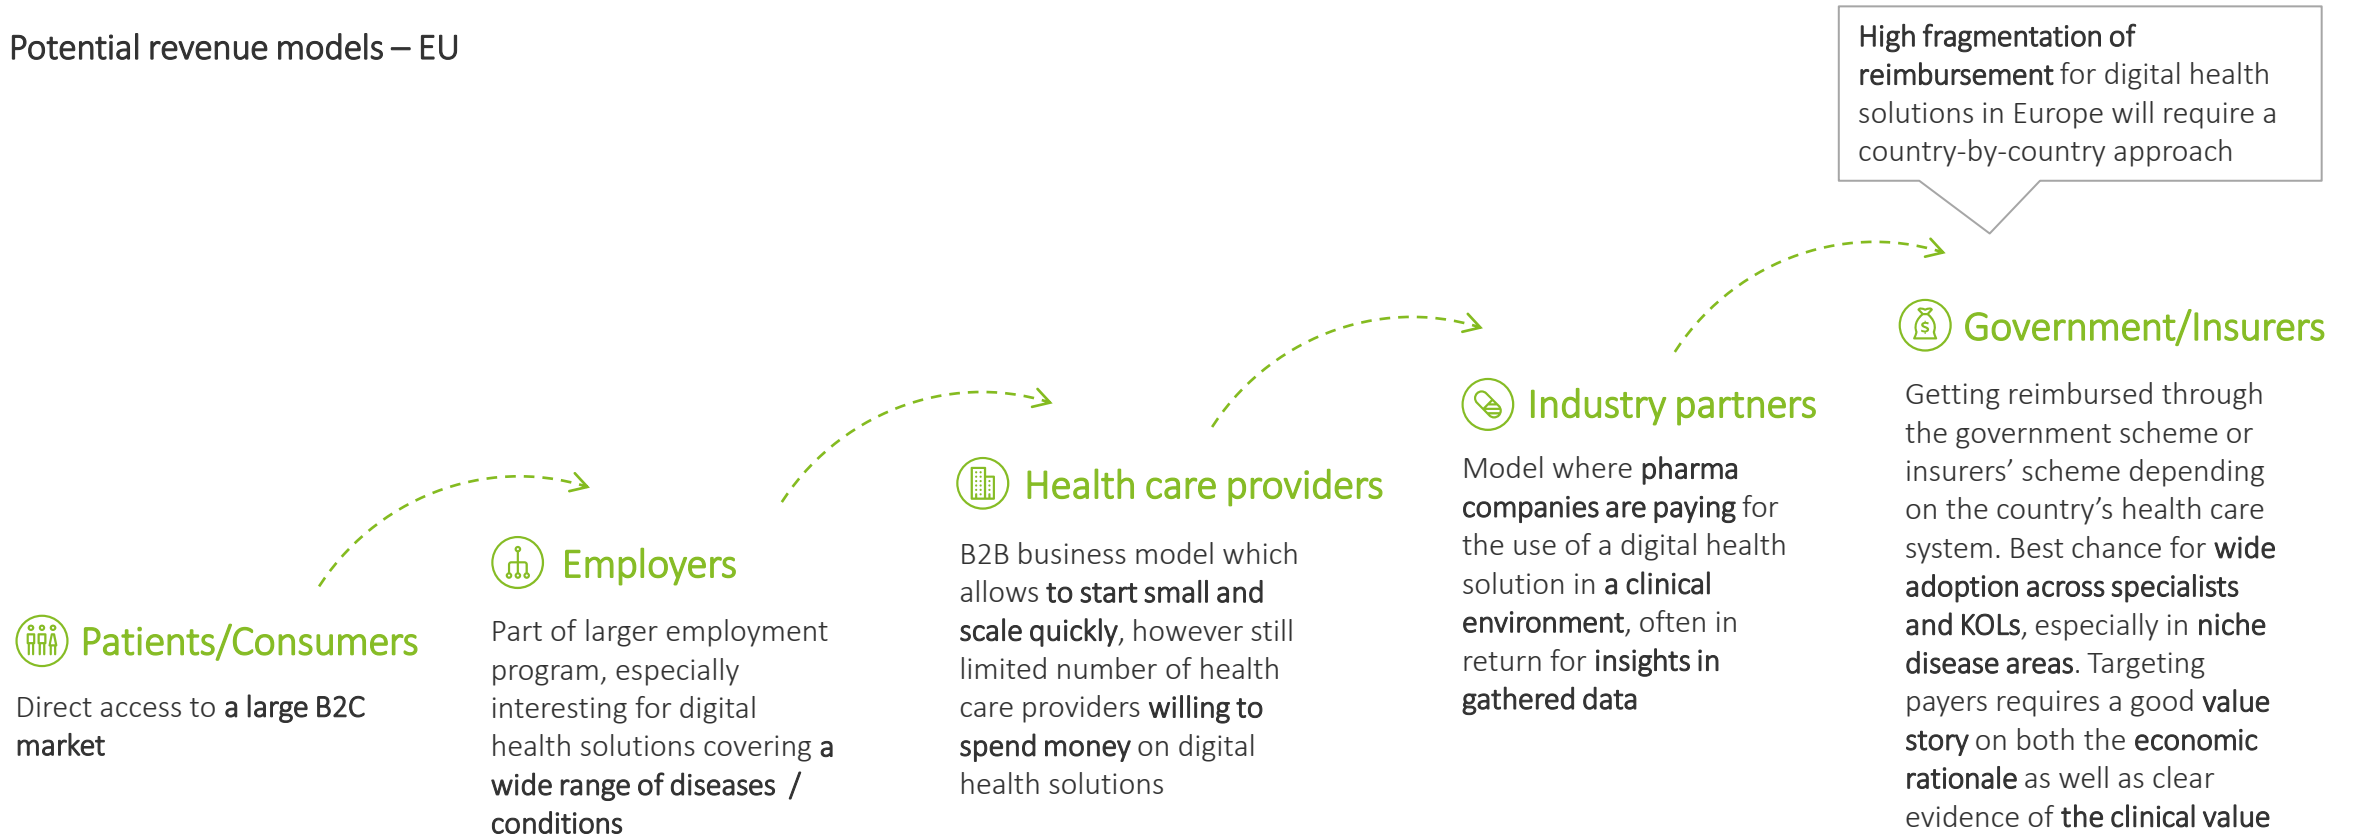 Potential revenue models – EU
High fragmentation of
reimbursement for digital health
solutions in Europe will require a
country-by-country approach
Patients/Consumers
Direct access to a large B2C
market
Employers
Part of larger employment
program, especially
interesting for digital
health solutions covering a
wide range of diseases /
conditions
Health care providers
B2B business model which
allows to start small and
scale quickly, however still
limited number of health
care providers willing to
spend money on digital
health solutions
Industry partners
Model where pharma
companies are paying for
the use of a digital health
solution in a clinical
environment, often in
return for insights in
gathered data
$
Government/Insurers
Getting reimbursed through
the government scheme or
insurers’ scheme depending
on the country’s health care
system. Best chance for wide
adoption across specialists
and KOLs, especially in niche
disease areas. Targeting
payers requires a good value
story on both the economic
rationale as well as clear
evidence of the clinical value